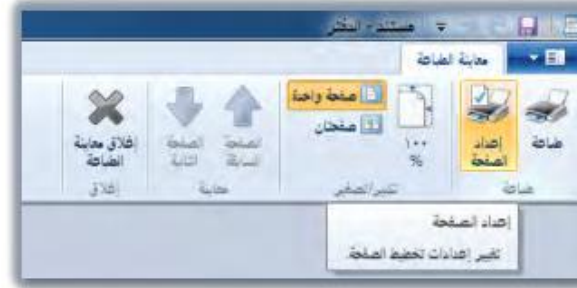 مستند - الدفتر
معاينة الطباعة
طباعة
إعداد الصفحة
١٠٠ %
صفحة واحدة
صفحتان
الصفحة السابقة
الصفحة التالية
إغلاق معاينة الطباعة
طباعة
تكبير/تصغير
معاينة
إغلاق
إعداد الصفحة
تغيير إعدادات تخطيط الصفحة.